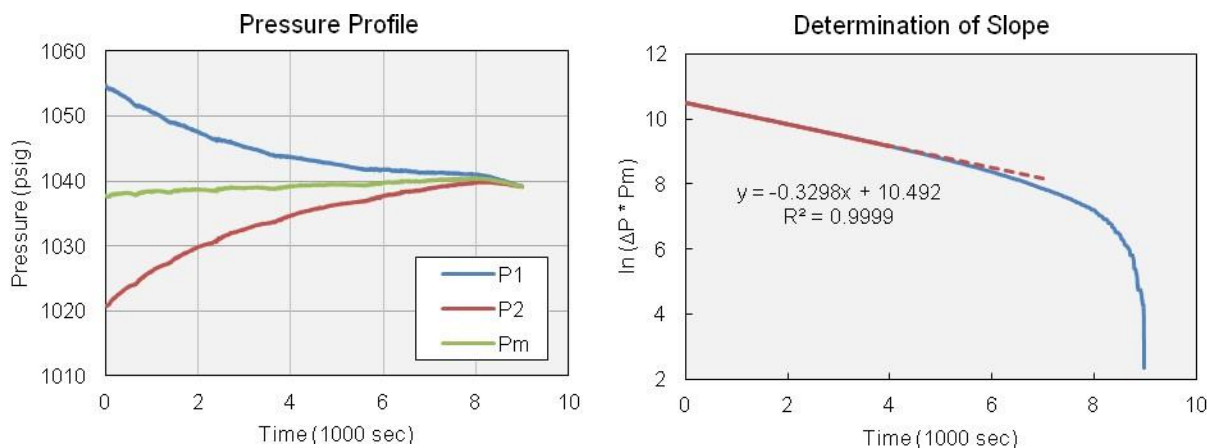 Pressure Profile
1060
1050
1040
1030
1020
1010
Pressure (psig)
P1
P2
Pm
0 2 4 6 8 10
Time (1000 sec)
Determination of Slope
12
10
8
6
4
2
ln (ΔP * Pm)
y = -0.3298x + 10.492
R² = 0.9999
0 2 4 6 8 10
Time (1000 sec)